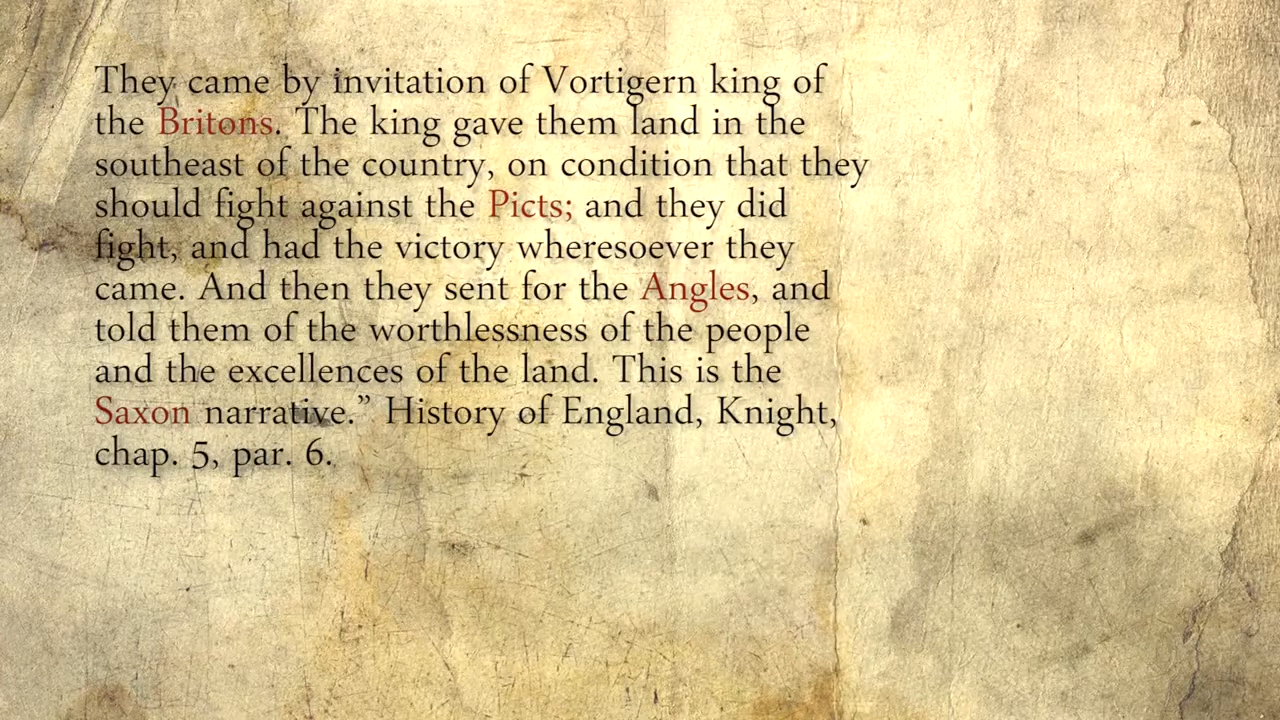 They came by invitation of Vortigern king of
the Britons. The king gave them land in the
southeast of the country, on condition that they
should fight against the Picts; and they did
fight, and had the victory wheresoever they
came. And then they sent for the Angles, and
told them of the worthlessness of the people
and the excellences of the land. This is the
Saxon narrative.” History of England, Knight,
chap. 5, par. 6.